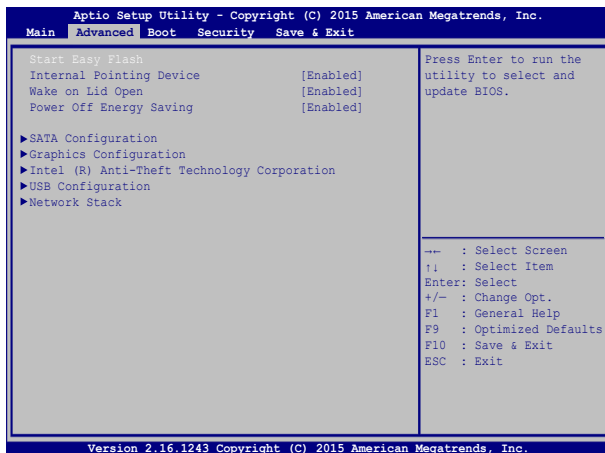 Aptio Setup Utility - Copyright (C) 2015 American Megatrends, Inc.
Main Advanced Boot Security Save & Exit
Start Easy Flash
Internal Pointing Device [Enabled]
Wake on Lid Open [Enabled]
Power Off Energy Saving [Enabled]
▶SATA Configuration
▶Graphics Configuration
▶Intel (R) Anti-Theft Technology Corporation
▶USB Configuration
▶Network Stack
Press Enter to run the
utility to select and
update BIOS.
→← : Select Screen
↑↓ : Select Item
Enter: Select
+/— : Change Opt.
F1 : General Help
F9 : Optimized Defaults
F10 : Save & Exit
ESC : Exit
Version 2.16.1243 Copyright (C) 2015 American Megatrends, Inc.